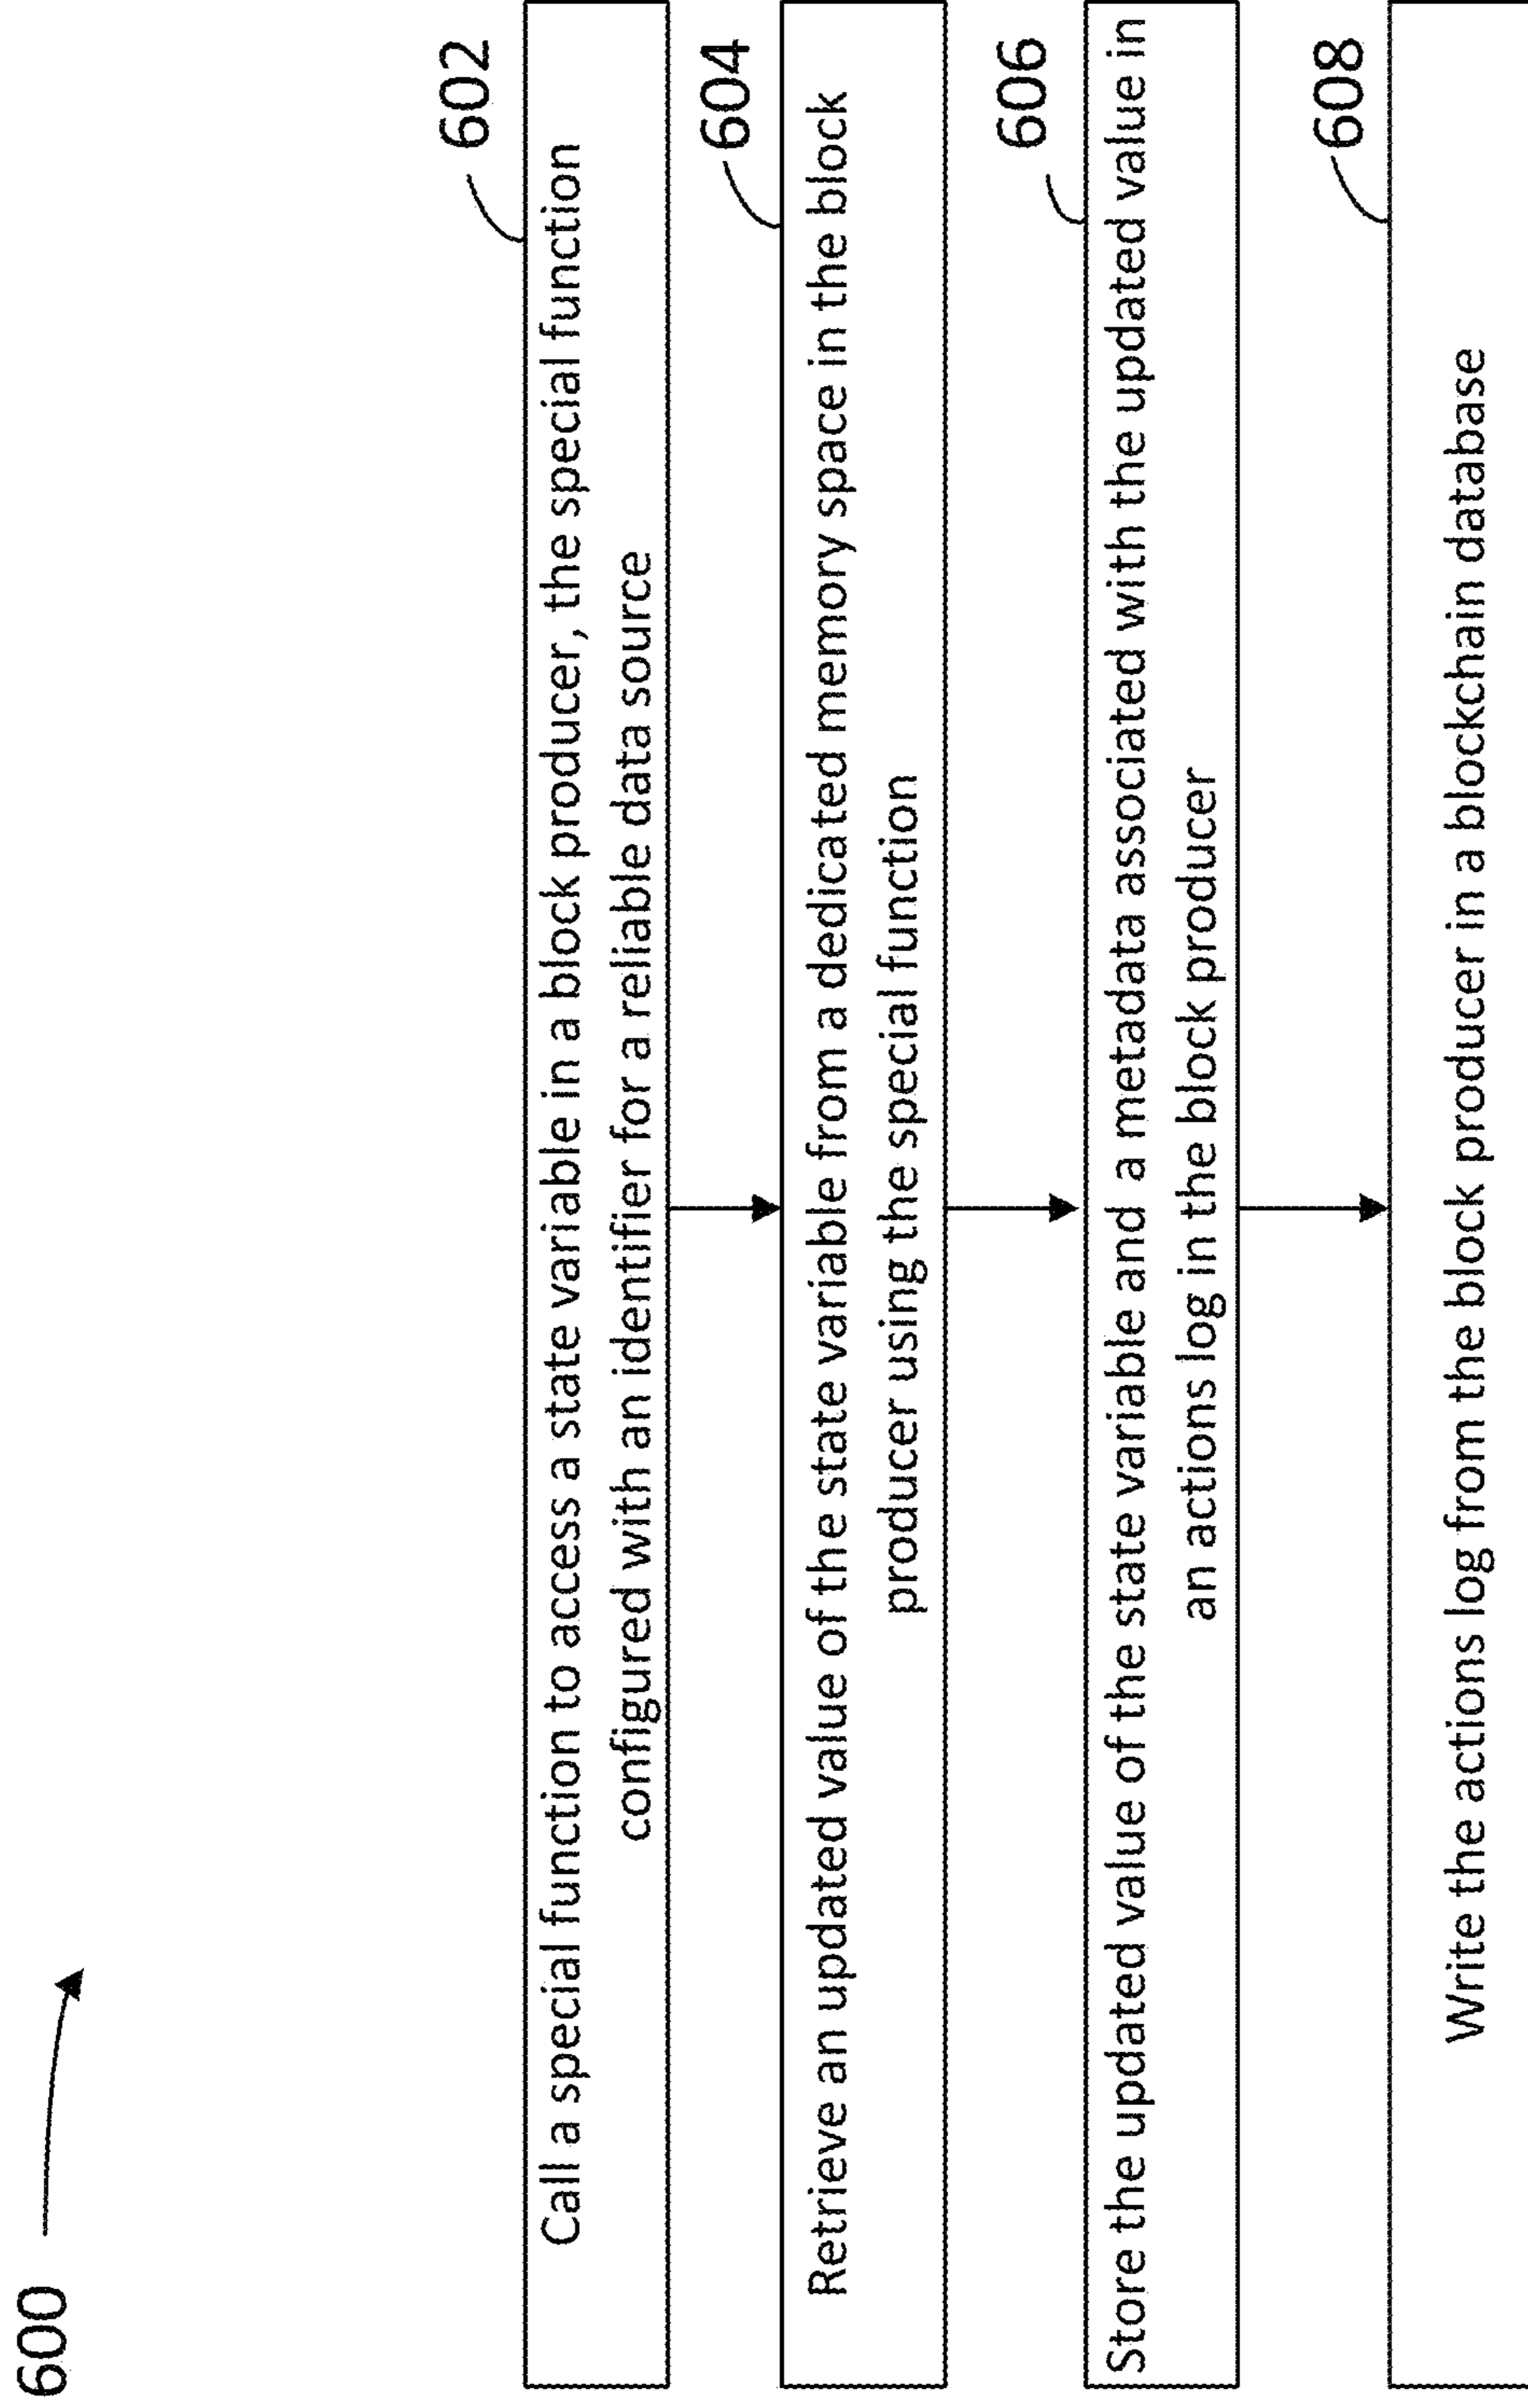 600
602
Call a special function to access a state variable in a block producer, the special function
configured with an identifier for a reliable data source
604
Retrieve an updated value of the state variable from a dedicated memory space in the block
producer using the special function
606
Store the updated value of the state variable and a metadata associated with the updated value in
an actions log in the block producer
608
Write the actions log from the block producer in a blockchain database